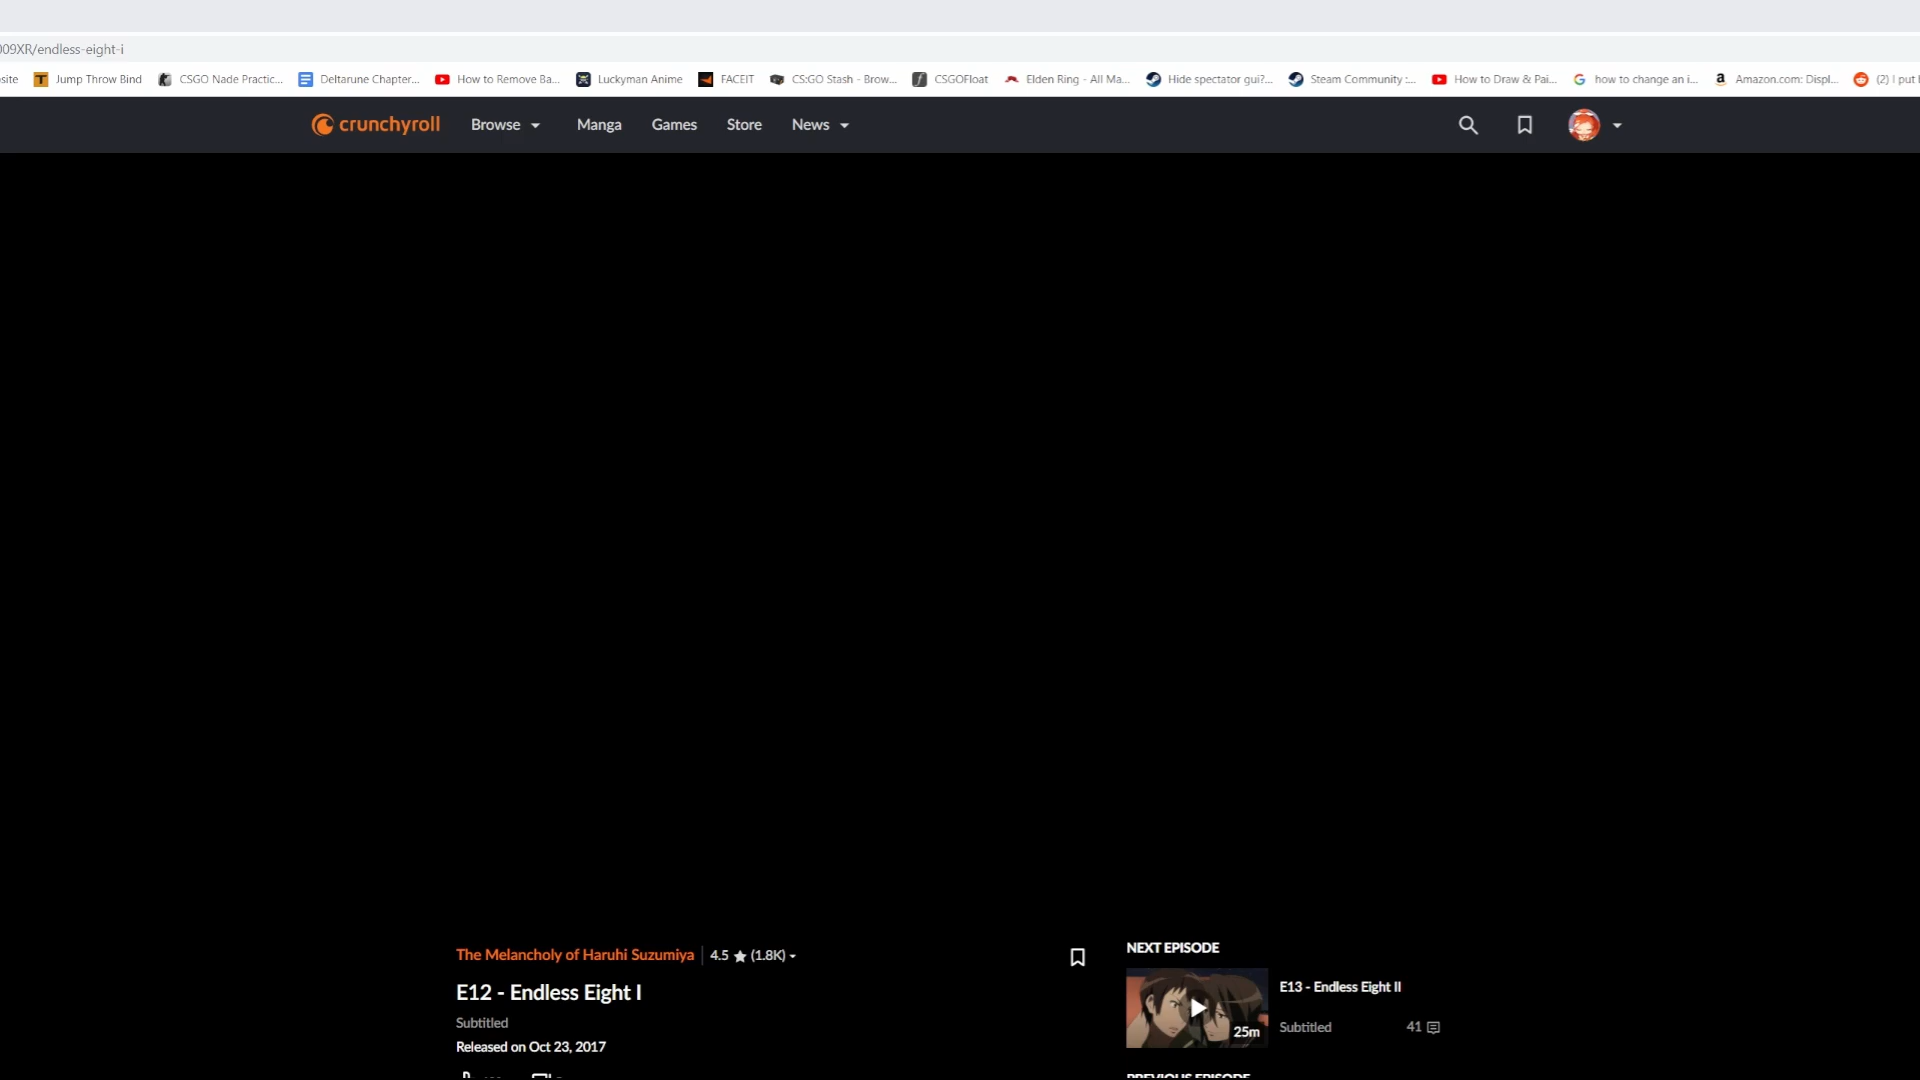 009XR/endless-eight-i
site Jump Throw Bind CSGO Nade Practic... Deltarune Chapter... How to Remove Ba... Luckyman Anime FACEIT CS:GO Stash - Brow... CSGOFloat Elden Ring - All Ma... Hide spectator gui?... Steam Community :... How to Draw & Pai... how to change an i... Amazon.com: Displ... (2) I put
crunchyroll Browse Manga Games Store News
The Melancholy of Haruhi Suzumiya 4.5 ★ (1.8K)
E12 - Endless Eight I
Subtitled
Released on Oct 23, 2017
NEXT EPISODE
25m
E13 - Endless Eight II
Subtitled 41
PREVIOUS EPISODE